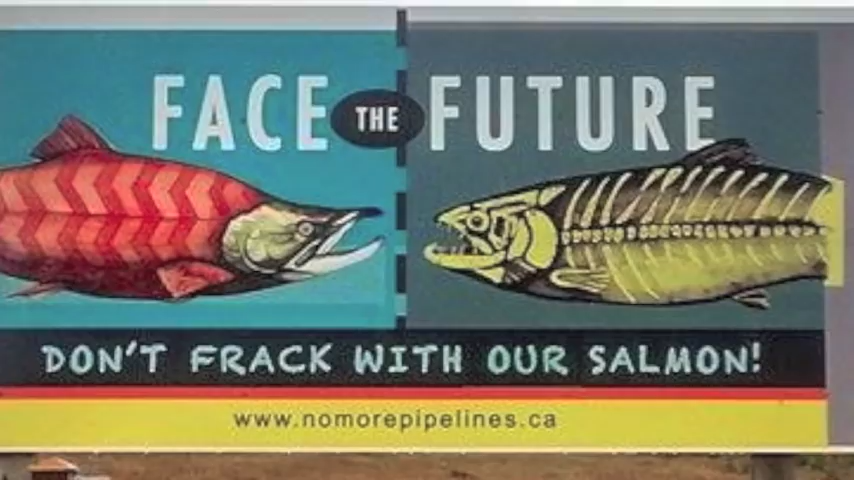 FACE THE FUTURE
DON'T FRACK WITH OUR SALMON!
www.nomorepipelines.ca